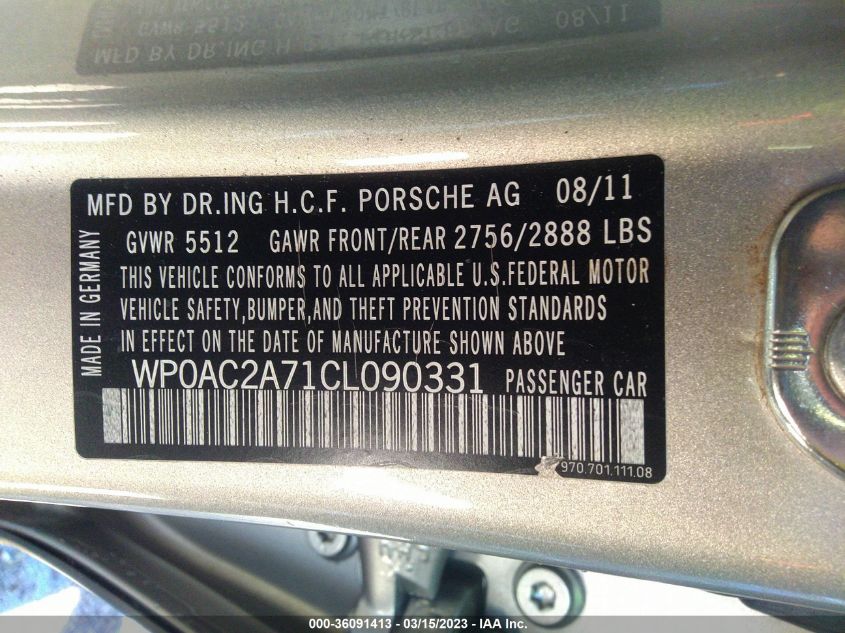 MFD BY DR.ING H.C.F. PORSCHE AG 08/11
GVWR 5512 GAWR FRONT/REAR 2756/2888 LBS
MADE IN GERMANY
THIS VEHICLE CONFORMS TO ALL APPLICABLE U.S.FEDERAL MOTOR
VEHICLE SAFETY,BUMPER,AND THEFT PREVENTION STANDARDS
IN EFFECT ON THE DATE OF MANUFACTURE SHOWN ABOVE
WP0AC2A71CL090331 PASSENGER CAR
970.701.111.08
000-36091413 - 03/15/2023 - IAA Inc.